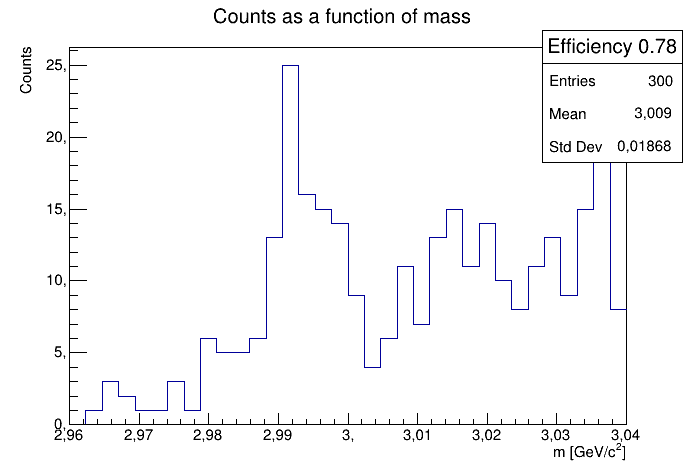 Counts as a function of mass
Efficiency 0.78
Entries 300
Mean 3,009
Std Dev 0,01868
Counts
25,
20,
15,
10,
5,
0,
2,96 2,97 2,98 2,99 3, 3,01 3,02 3,03 3,04
m [GeV/c²]